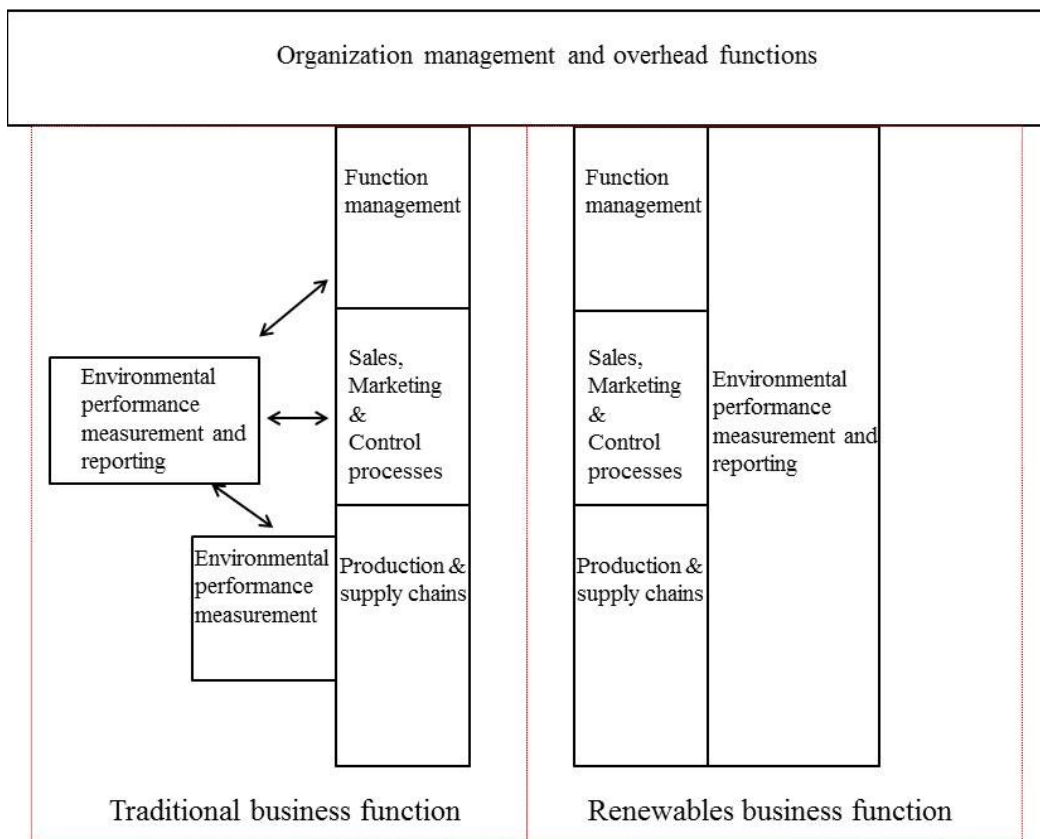 Organization management and overhead functions
Function
management
Sales,
Marketing
&
Control
processes
Production &
supply chains
Environmental
performance
measurement and
reporting
Environmental
performance
measurement
Traditional business function
Function
management
Sales,
Marketing
&
Control
processes
Production &
supply chains
Environmental
performance
measurement and
reporting
Renewables business function